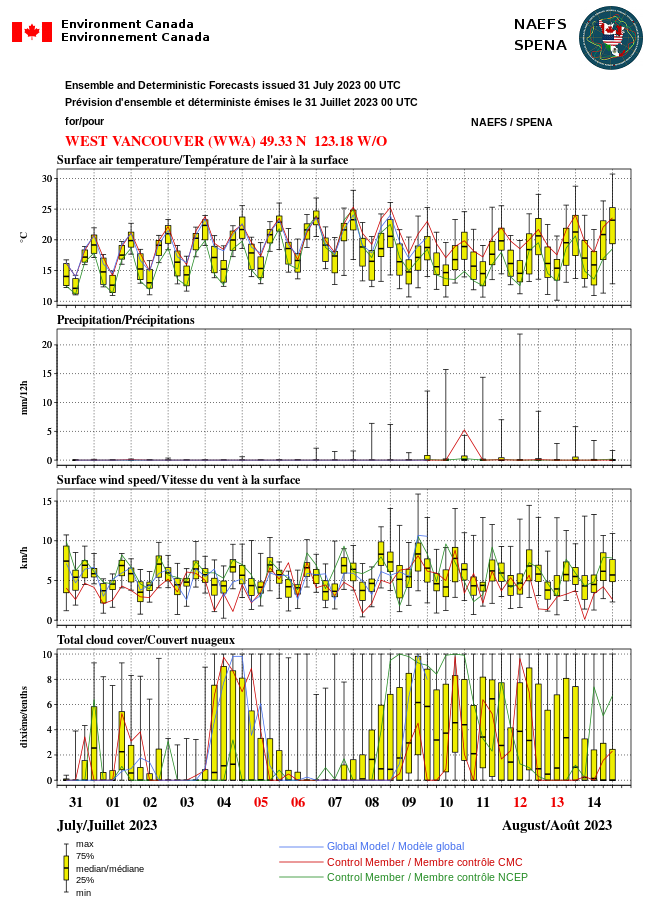 Environment Canada
Environnement Canada
NAEFS
SPENA
Ensemble and Deterministic Forecasts issued 31 July 2023 00 UTC
Prévision d'ensemble et déterministe émises le 31 Juillet 2023 00 UTC
for/pour
NAEFS / SPENA
WEST VANCOUVER (WWA) 49.33 N 123.18 W/O
Surface air temperature/Température de l'air à la surface
30
25
20
15
10
°C
Precipitation/Précipitations
20
15
10
5
0
mm/12h
Surface wind speed/Vitesse du vent à la surface
15
10
5
0
km/h
Total cloud cover/Couvert nuageux
10
8
6
4
2
0
dixième/tenths
31 01 02 03 04 05 06 07 08 09 10 11 12 13 14
July/Juillet 2023 August/Août 2023
max
75%
median/médiane
25%
min
Global Model / Modèle global
Control Member / Membre contrôle CMC
Control Member / Membre contrôle NCEP